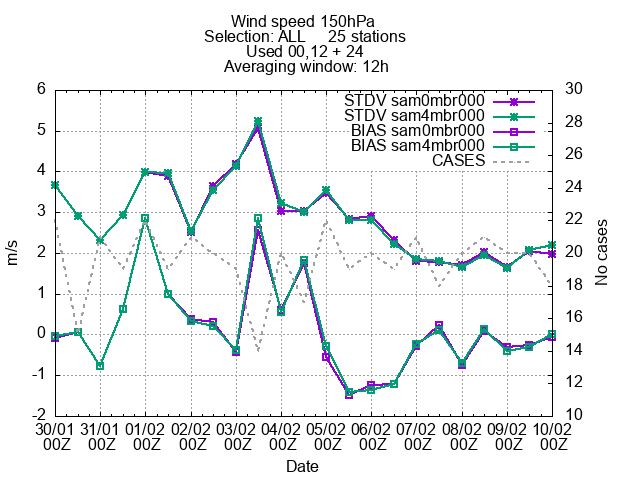 Wind speed 150hPa
Selection: ALL     25 stations
Used 00,12 + 24
Averaging window: 12h
STDV sam0mbr000
STDV sam4mbr000
BIAS sam0mbr000
BIAS sam4mbr000
CASES
6
5
4
3
2
1
0
-1
-2
m/s
30
28
26
24
22
20
18
16
14
12
10
No cases
30/01 31/01 01/02 02/02 03/02 04/02 05/02 06/02 07/02 08/02 09/02 10/02
00Z 00Z 00Z 00Z 00Z 00Z 00Z 00Z 00Z 00Z 00Z 00Z
Date